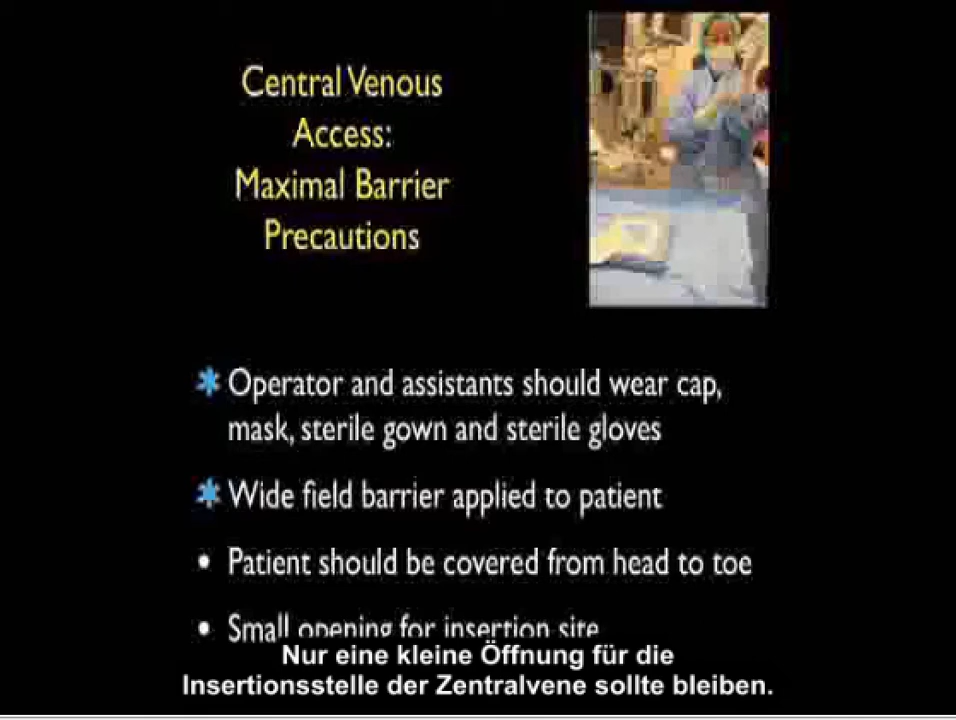 Central Venous
Access:
Maximal Barrier
Precautions
* Operator and assistants should wear cap,
mask, sterile gown and sterile gloves
* Wide field barrier applied to patient
• Patient should be covered from head to toe
• Small opening for insertion site
Nur eine kleine Öffnung für die
Insertionsstelle der Zentralvene sollte bleiben.